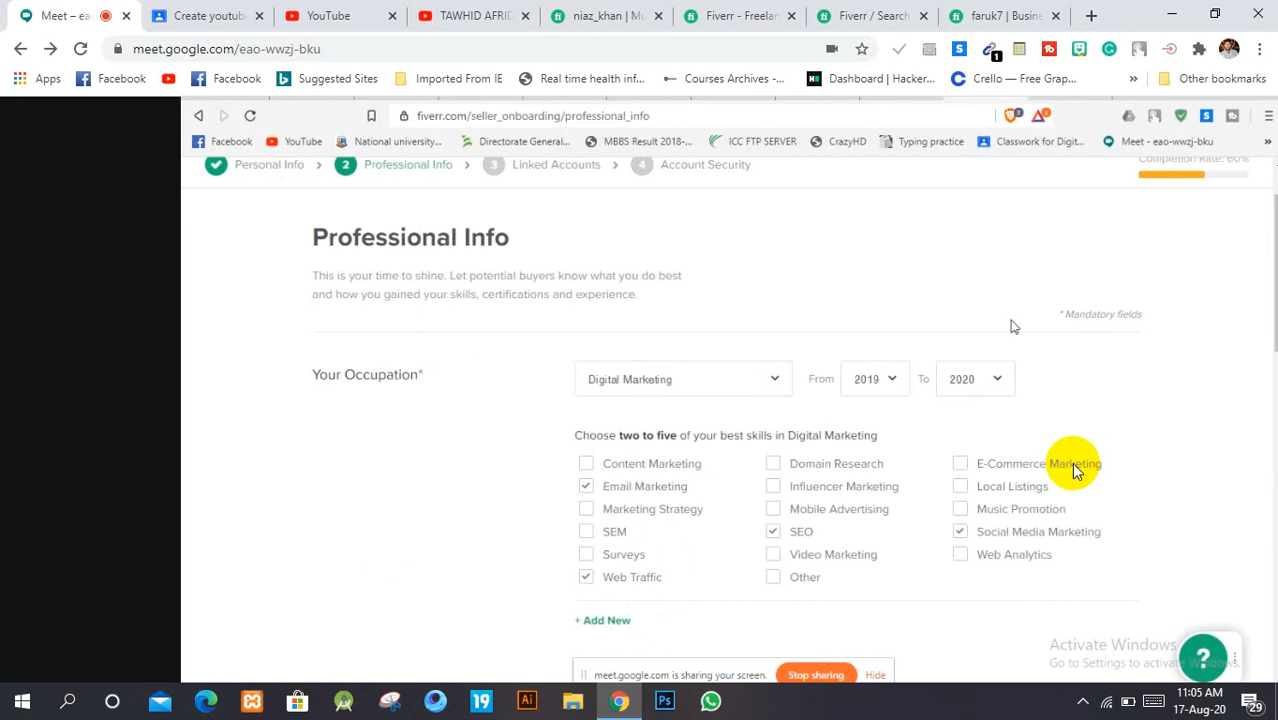 Meet – ea
Create youtub
YouTube
TAWHID AFRID
niaz_khan | Mu
Fiverr - Freelan
Fiverr / Search
faruk7 | Busine
meet.google.com/eao-wwzj-bku
1
Apps
Facebook
Facebook
Suggested Sites
Imported From IE
Real time health inf...
Courses Archives -...
Dashboard | Hacker...
Crello — Free Grap...
»
Other bookmarks
fiverr.com/seller_onboarding/professional_info
Facebook
YouTube
National university...
Directorate General...
MBBS Result 2018-...
ICC FTP SERVER
CrazyHD
Typing practice
Classwork for Digit...
Meet - eao-wwzj-bku
»
Personal Info
2 Professional Info
3 Linked Accounts
4 Account Security
Completion Rate: 60%
Professional Info
This is your time to shine. Let potential buyers know what you do best
and how you gained your skills, certifications and experience.
* Mandatory fields
Your Occupation*
Digital Marketing
From
2019
To
2020
Choose two to five of your best skills in Digital Marketing
Content Marketing
Domain Research
E-Commerce Marketing
Email Marketing
Influencer Marketing
Local Listings
Marketing Strategy
Mobile Advertising
Music Promotion
SEM
SEO
Social Media Marketing
Surveys
Video Marketing
Web Analytics
Web Traffic
Other
+ Add New
Activate Windows
Go to Settings to activate Windows.
?
meet.google.com is sharing your screen.
Stop sharing
Hide
19
Ai
Ps
11:05 AM
17-Aug-20
29